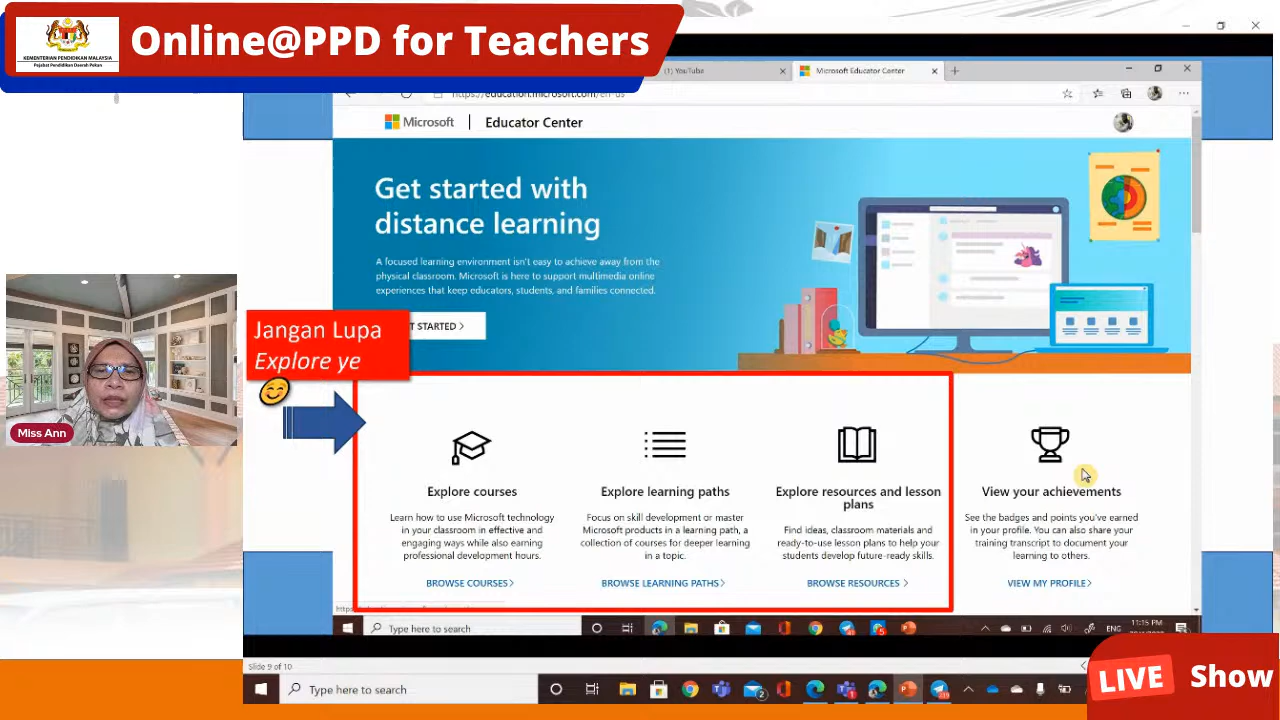 Online@PPD for Teachers
KEMENTERIAN PENDIDIKAN MALAYSIA
Pejabat Pendidikan Daerah Pekan
(1) YouTube
Microsoft Educator Center
https://education.microsoft.com/en-us
Microsoft | Educator Center
Get started with
distance learning
A focused learning environment isn't easy to achieve away from the
physical classroom. Microsoft is here to support multimedia online
experiences that keep educators, students, and families connected.
T STARTED >
Jangan Lupa
Explore ye
Miss Ann
Explore courses
Learn how to use Microsoft technology
in your classroom in effective and
engaging ways while also earning
professional development hours.
BROWSE COURSES >
Explore learning paths
Focus on skill development or master
Microsoft products in a learning path, a
collection of courses for deeper learning
in a topic.
BROWSE LEARNING PATHS >
Explore resources and lesson
plans
Find ideas, classroom materials and
ready-to-use lesson plans to help your
students develop future-ready skills.
BROWSE RESOURCES >
View your achievements
See the badges and points you've earned
in your profile. You can also share your
training transcript to document your
learning to others.
VIEW MY PROFILE >
Type here to search
ENG
11:15 PM
Slide 9 of 10
Type here to search
LIVE Show